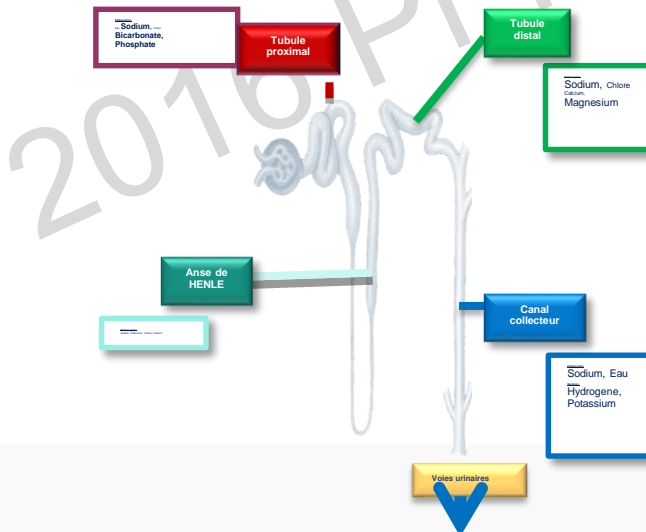 Sodium,
Bicarbonate,
Phosphate
Tubule
proximal
Tubule
distal
Sodium, Chlore
Calcium,
Magnesium
Anse de
HENLE
Canal
collecteur
Sodium, Eau
Hydrogene,
Potassium
Voies urinaires
2016